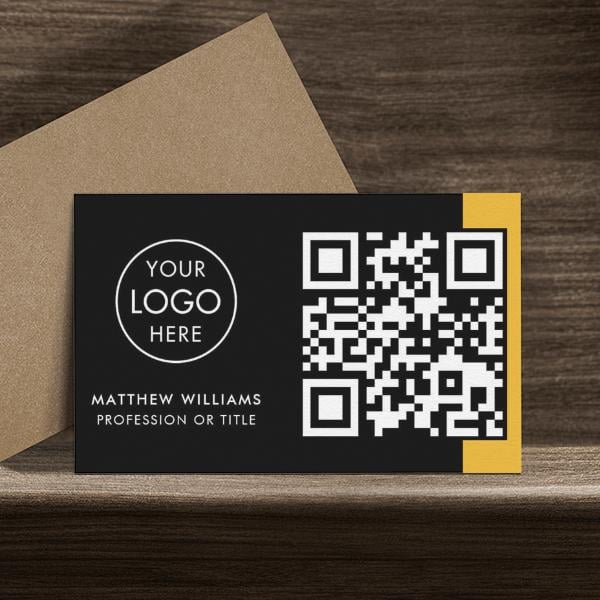 YOUR
LOGO
HERE
MATTHEW WILLIAMS
PROFESSION OR TITLE